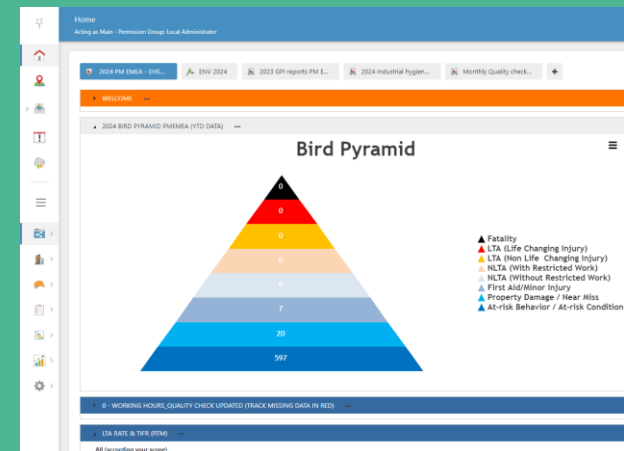 Home
Acting as Main - Permission Group: Local Administrator
2024 PM EMEA - EHS...
ENV 2024
2023 GPI reports PM E...
2024 Industrial hygien...
Monthly Quality check...
WELCOME
2024 BIRD PYRAMID PMEMEA (YTD DATA)
Bird Pyramid
0
0
0
0
0
7
20
597
Fatality
LTA (Life Changing Injury)
LTA (Non Life Changing Injury)
NLTA (With Restricted Work)
NLTA (Without Restricted Work)
First Aid/Minor Injury
Property Damage / Near Miss
At-risk Behavior / At-risk Condition
0 - WORKING HOURS_QUALITY CHECK UPDATED (TRACK MISSING DATA IN RED)
LTA RATE & TIFR (RTM)
All (according your scope)